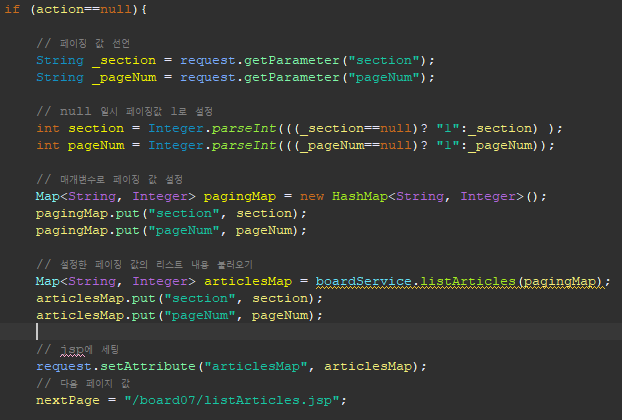 if (action==null){
// 페이징 값 선언
String _section = request.getParameter("section");
String _pageNum = request.getParameter("pageNum");
// null 일시 페이징값 1로 설정
int section = Integer.parseInt(((_section==null)? "1":_section) );
int pageNum = Integer.parseInt(((_pageNum==null)? "1":_pageNum));
// 매개변수로 페이징 값 설정
Map<String, Integer> pagingMap = new HashMap<String, Integer>();
pagingMap.put("section", section);
pagingMap.put("pageNum", pageNum);
// 설정한 페이징 값의 리스트 내용 불러오기
Map<String, Integer> articlesMap = boardService.listArticles(pagingMap);
articlesMap.put("section", section);
articlesMap.put("pageNum", pageNum);
// jsp에 세팅
request.setAttribute("articlesMap", articlesMap);
// 다음 페이지 값
nextPage = "/board07/listArticles.jsp";